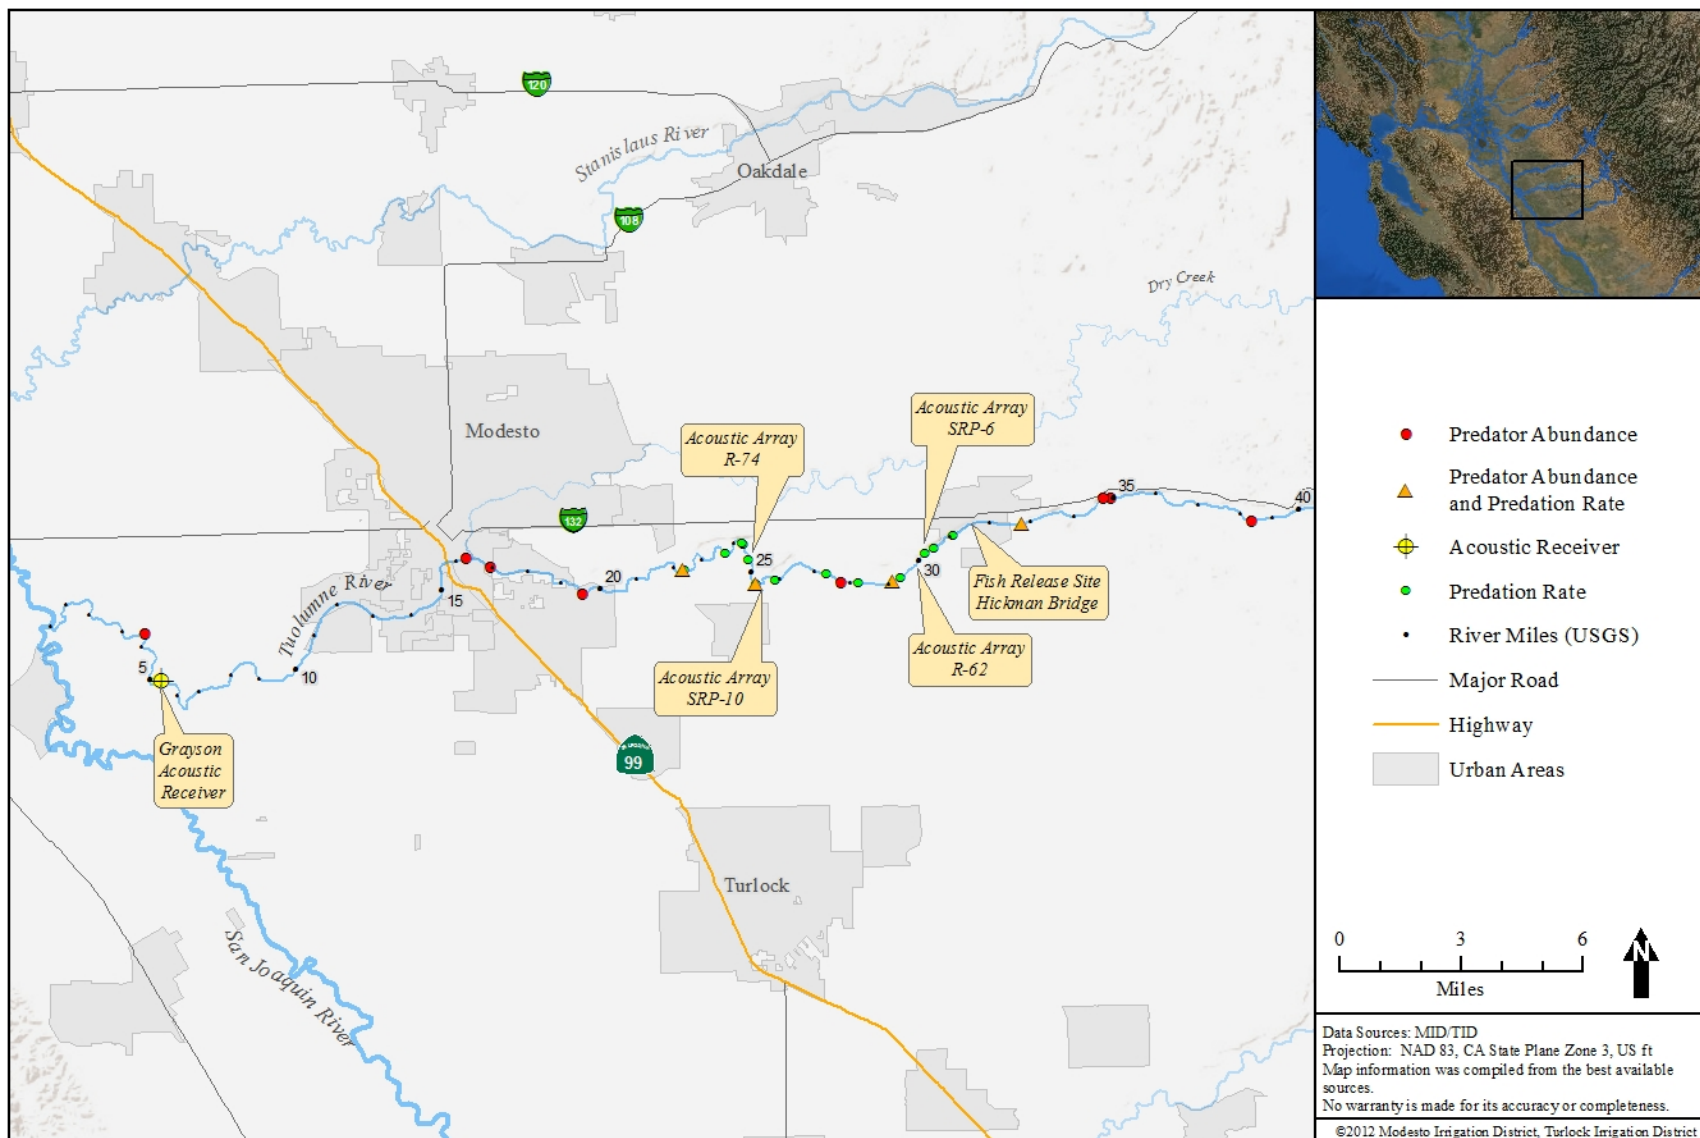 120
Stanislaus River
Oakdale
108
Dry Creek
Modesto
Acoustic Array
SRP-6
Acoustic Array
R-74
132
35
40
25
30
20
15
Tuolumne River
Fish Release Site
Hickman Bridge
Acoustic Array
R-62
Acoustic Array
SRP-10
5
10
Grayson
Acoustic
Receiver
99
Turlock
San Joaquin River
Predator Abundance
Predator Abundance
and Predation Rate
Acoustic Receiver
Predation Rate
River Miles (USGS)
Major Road
Highway
Urban Areas
0 3 6
Miles
N
Data Sources: MID/TID
Projection: NAD 83, CA State Plane Zone 3, US ft
Map information was compiled from the best available
sources.
No warranty is made for its accuracy or completeness.
©2012 Modesto Irrigation District, Turlock Irrigation District